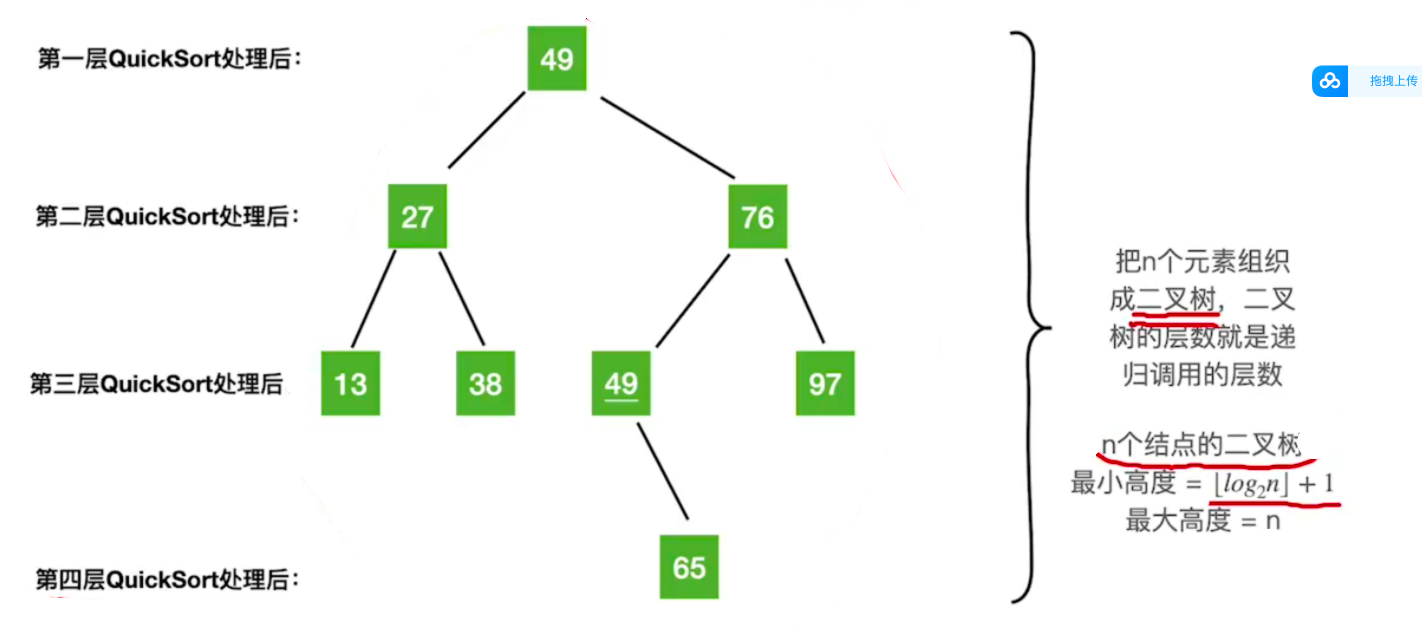 第一层QuickSort处理后：
49
拖拽上传
第二层QuickSort处理后：
27
76
把n个元素组织
成二叉树，二叉
树的层数就是递
归调用的层数
第三层QuickSort处理后
13
38
49
97
n个结点的二叉树
最小高度 = ⌊log₂n⌋ + 1
最大高度 = n
第四层QuickSort处理后：
65